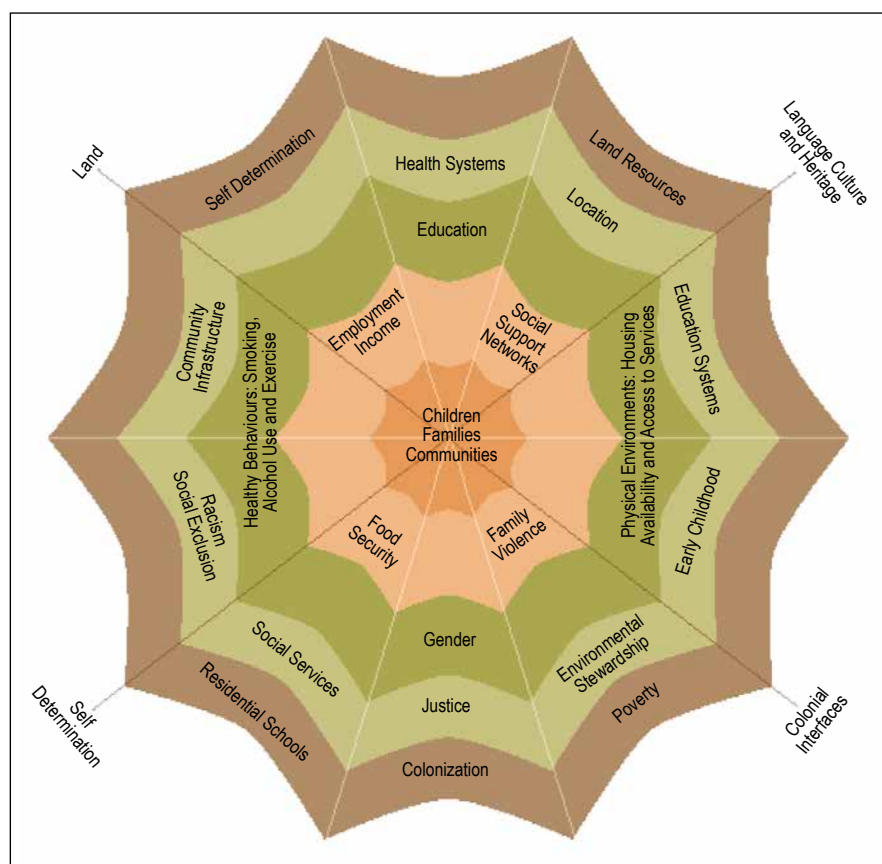 Land
Language Culture
and Heritage
Self Determination
Health Systems
Land Resources
Location
Education
Community
Infrastructure
Employment
Income
Social
Support
Networks
Education Systems
Healthy Behaviours: Smoking,
Alcohol Use and Exercise
Children
Families
Communities
Physical Environments: Housing
Availability and Access to Services
Racism
Social Exclusion
Food
Security
Family
Violence
Early Childhood
Social Services
Gender
Environmental
Stewardship
Self
Determination
Residential Schools
Justice
Poverty
Colonial
Interfaces
Colonization